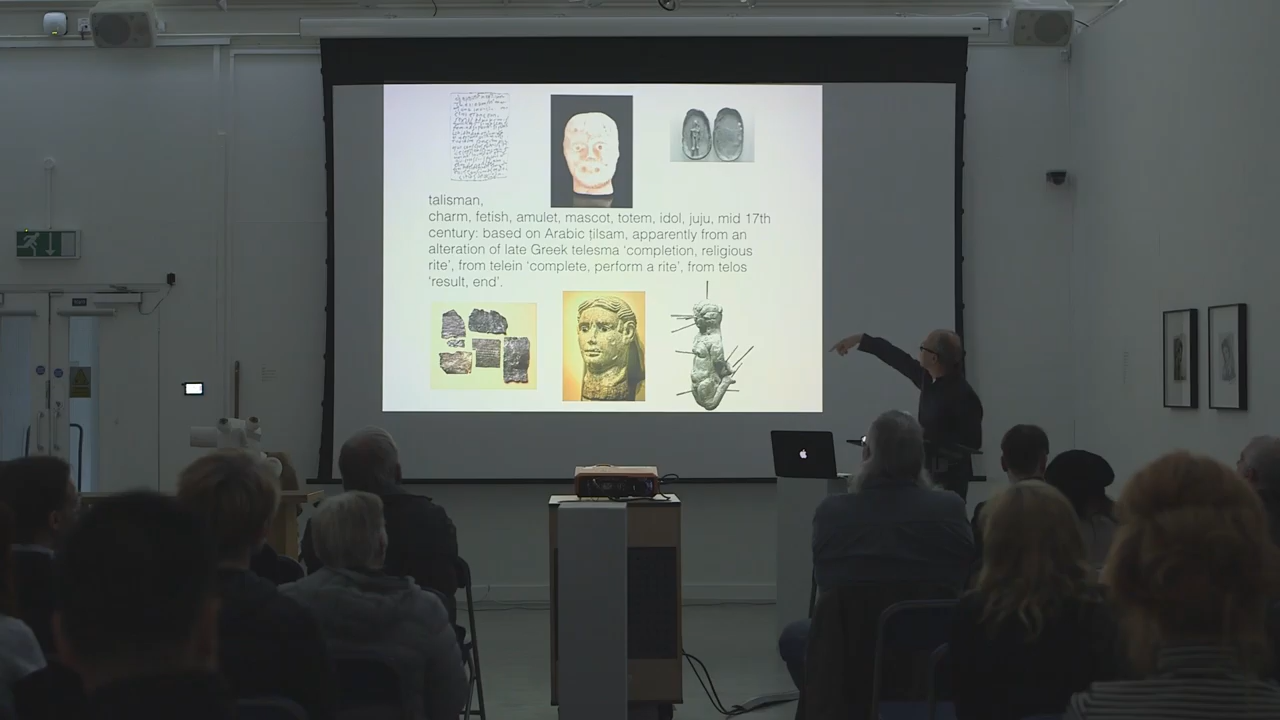 talisman,
charm, fetish, amulet, mascot, totem, idol, juju, mid 17th
century: based on Arabic ṭilsam, apparently from an
alteration of late Greek telesma ‘completion, religious
rite’, from telein ‘complete, perform a rite’, from telos
‘result, end’.